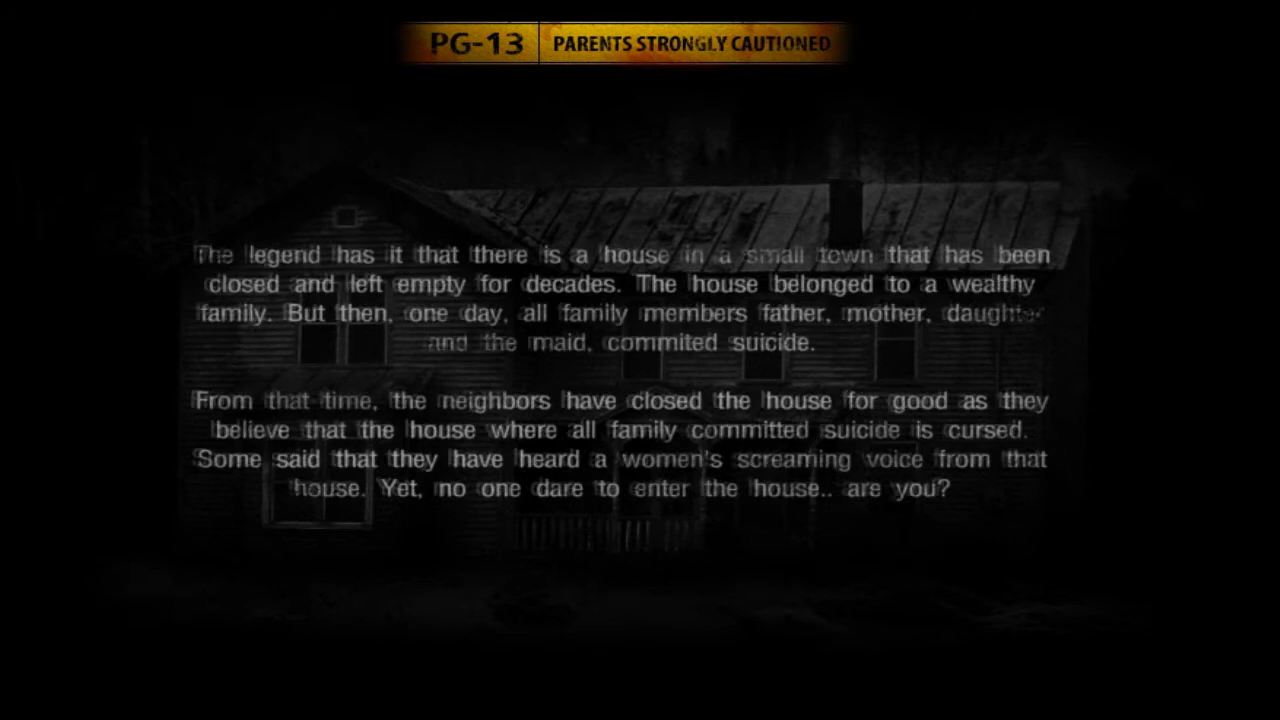 PG-13 PARENTS STRONGLY CAUTIONED
The legend has it that there is a house in a small town that has been
closed and left empty for decades. The house belonged to a wealthy
family. But then, one day, all family members father, mother, daughter
and the maid, commited suicide.
From that time, the neighbors have closed the house for good as they
believe that the house where all family committed suicide is cursed.
Some said that they have heard a women's screaming voice from that
house. Yet, no one dare to enter the house.. are you?